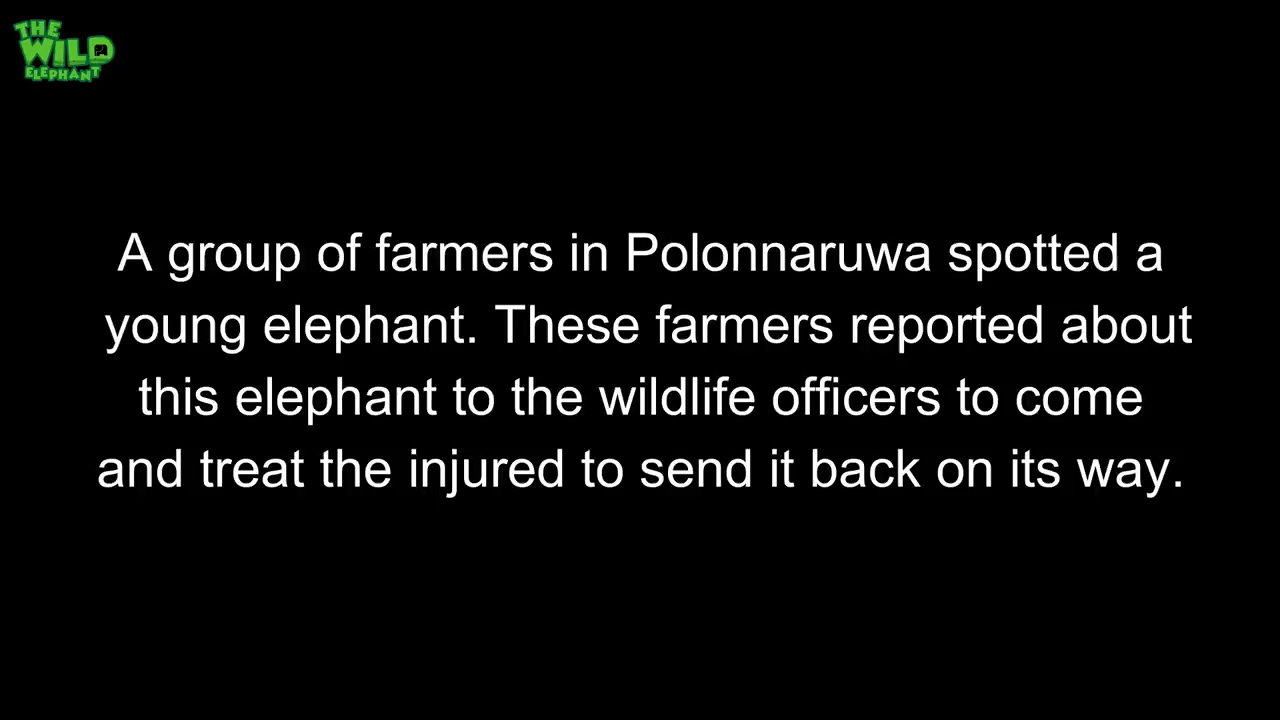 THE
WILD
ELEPHANT
A group of farmers in Polonnaruwa spotted a
young elephant. These farmers reported about
this elephant to the wildlife officers to come
and treat the injured to send it back on its way.